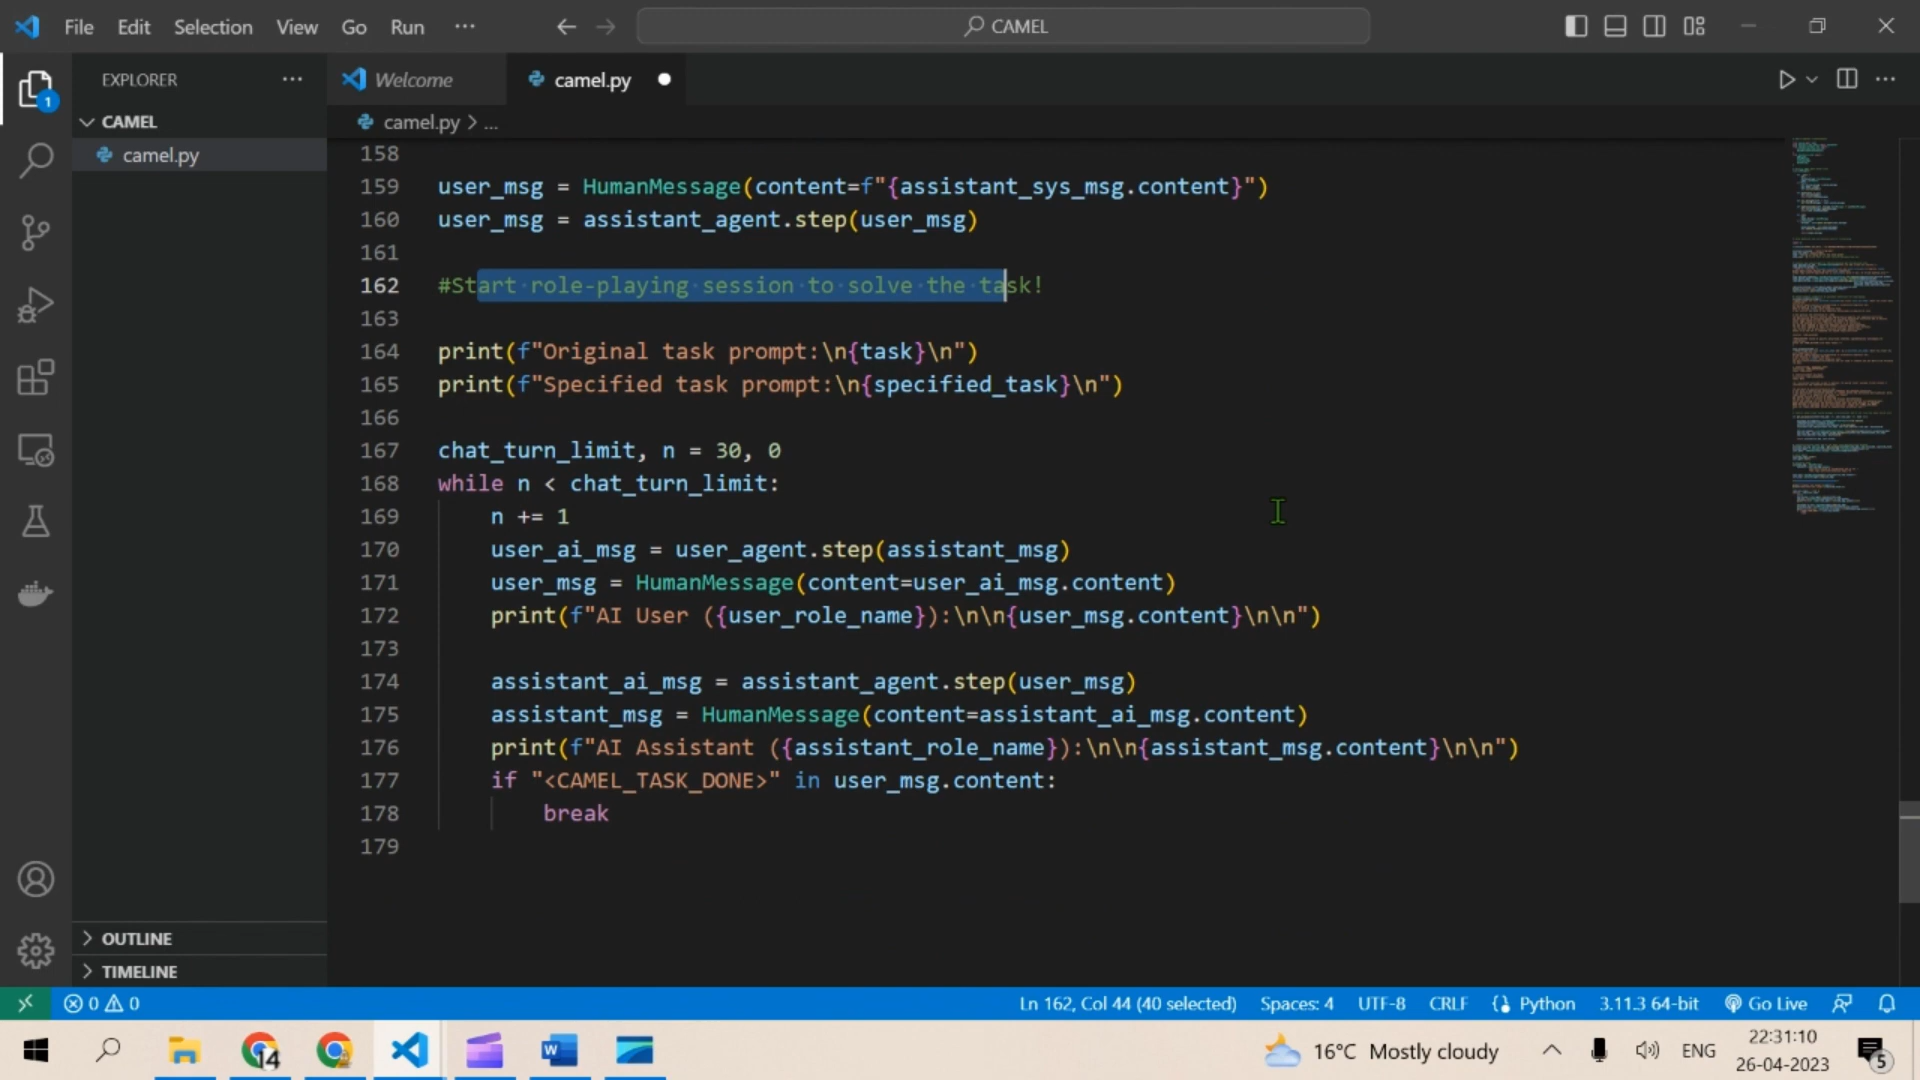 File Edit Selection View Go Run ···
CAMEL
EXPLORER ···
Welcome
camel.py
1
CAMEL
camel.py > ...
camel.py
158
159 user_msg = HumanMessage(content=f"{assistant_sys_msg.content}")
160 user_msg = assistant_agent.step(user_msg)
161
162 #Start role-playing session to solve the task!
163
164 print(f"Original task prompt:\n{task}\n")
165 print(f"Specified task prompt:\n{specified_task}\n")
166
167 chat_turn_limit, n = 30, 0
168 while n < chat_turn_limit:
169 n += 1
170 user_ai_msg = user_agent.step(assistant_msg)
171 user_msg = HumanMessage(content=user_ai_msg.content)
172 print(f"AI User ({user_role_name}):\n\n{user_msg.content}\n\n")
173
174 assistant_ai_msg = assistant_agent.step(user_msg)
175 assistant_msg = HumanMessage(content=assistant_ai_msg.content)
176 print(f"AI Assistant ({assistant_role_name}):\n\n{assistant_msg.content}\n\n")
177 if "<CAMEL_TASK_DONE>" in user_msg.content:
178 break
179
OUTLINE
TIMELINE
0 0 Ln 162, Col 44 (40 selected) Spaces: 4 UTF-8 CRLF Python 3.11.3 64-bit Go Live
14 W 16°C Mostly cloudy ENG 22:31:10
26-04-2023 5